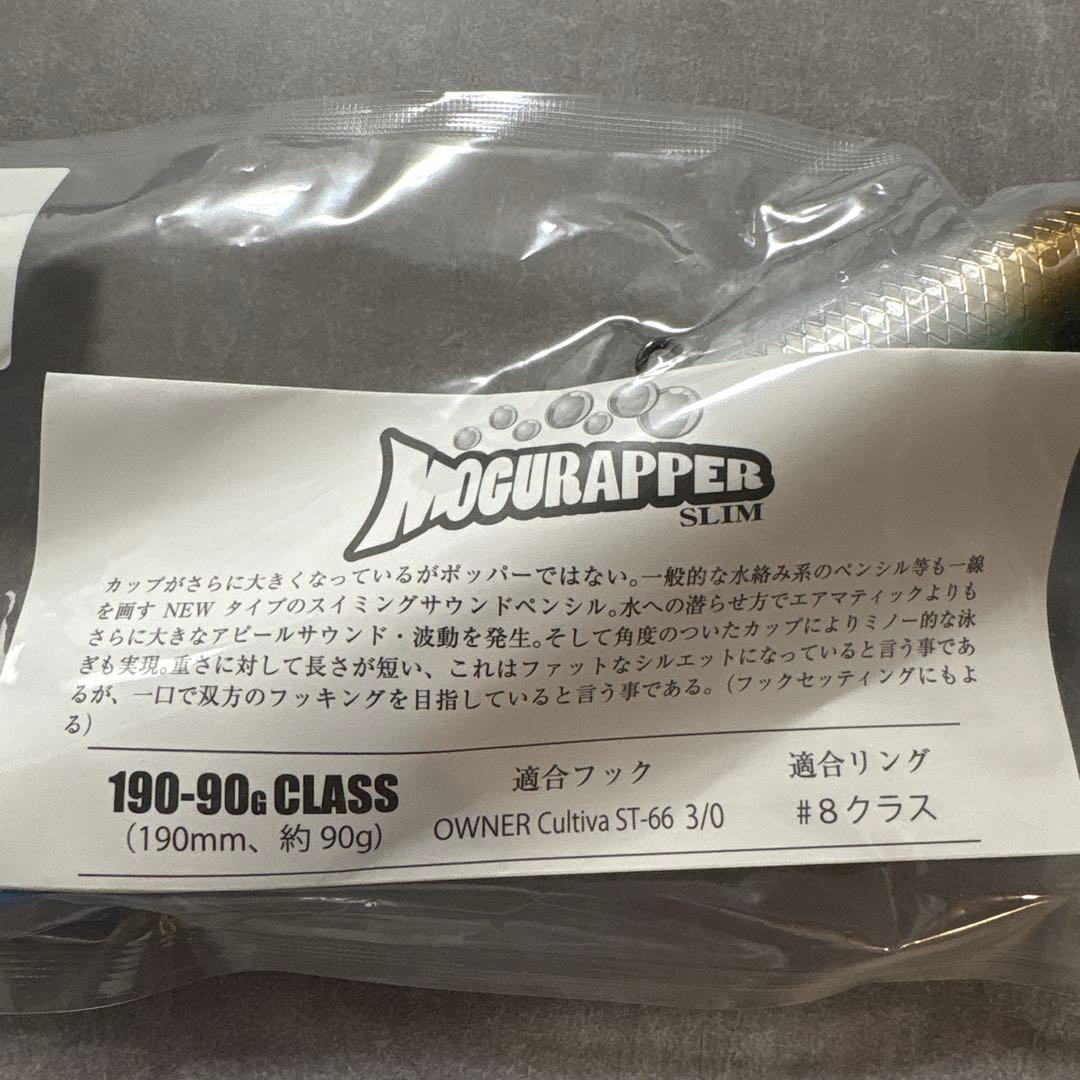 MOGURAPPER
SLIM
カップがさらに大きくなっているがポッパーではない。一般的な水絡み系のペンシル等も一線
を画す NEW タイプのスイミングサウンドペンシル。水への潜らせ方でエアマティックよりも
さらに大きなアピールサウンド・波動を発生。そして角度のついたカップによりミノー的な泳
ぎも実現。重さに対して長さが短い、これはファットなシルエットになっていると言う事であ
るが、一口で双方のフッキングを目指していると言う事である。（フックセッティングにもよ
る）
190-90G CLASS
（190mm、約 90g）
適合フック
OWNER Cultiva ST-66 3/0
適合リング
#8クラス